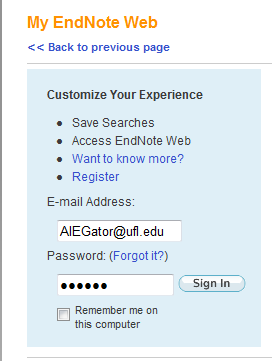 My EndNote Web
<< Back to previous page
Customize Your Experience
• Save Searches
• Access EndNote Web
• Want to know more?
• Register
E-mail Address:
AlEGator@ufl.edu
Password: (Forgot it?)
●●●●●● Sign In
Remember me on
this computer